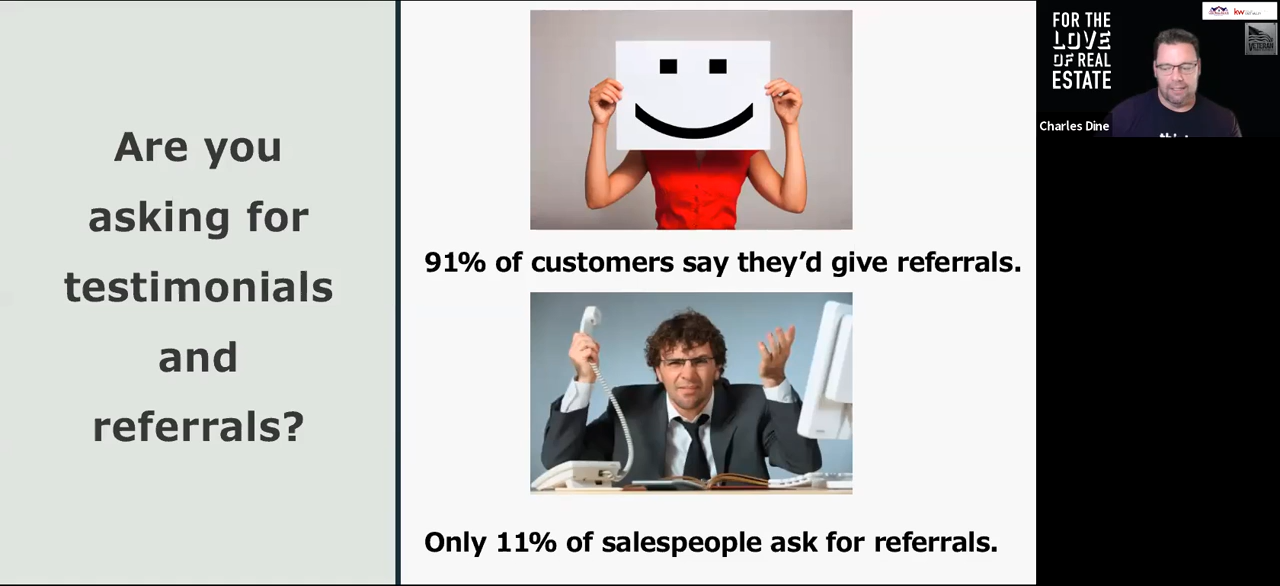 Are you
asking for
testimonials
and
referrals?
91% of customers say they’d give referrals.
Only 11% of salespeople ask for referrals.
FOR THE
LOVE
OF REAL
ESTATE
Charles Dine
kw
VETERAN